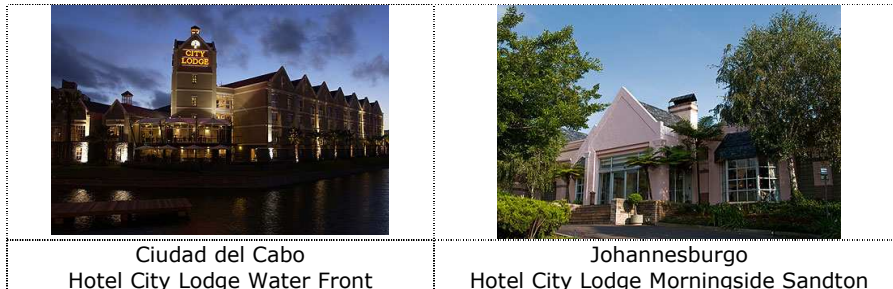 CITY
LODGE
Ciudad del Cabo
Hotel City Lodge Water Front
Johannesburgo
Hotel City Lodge Morningside Sandton